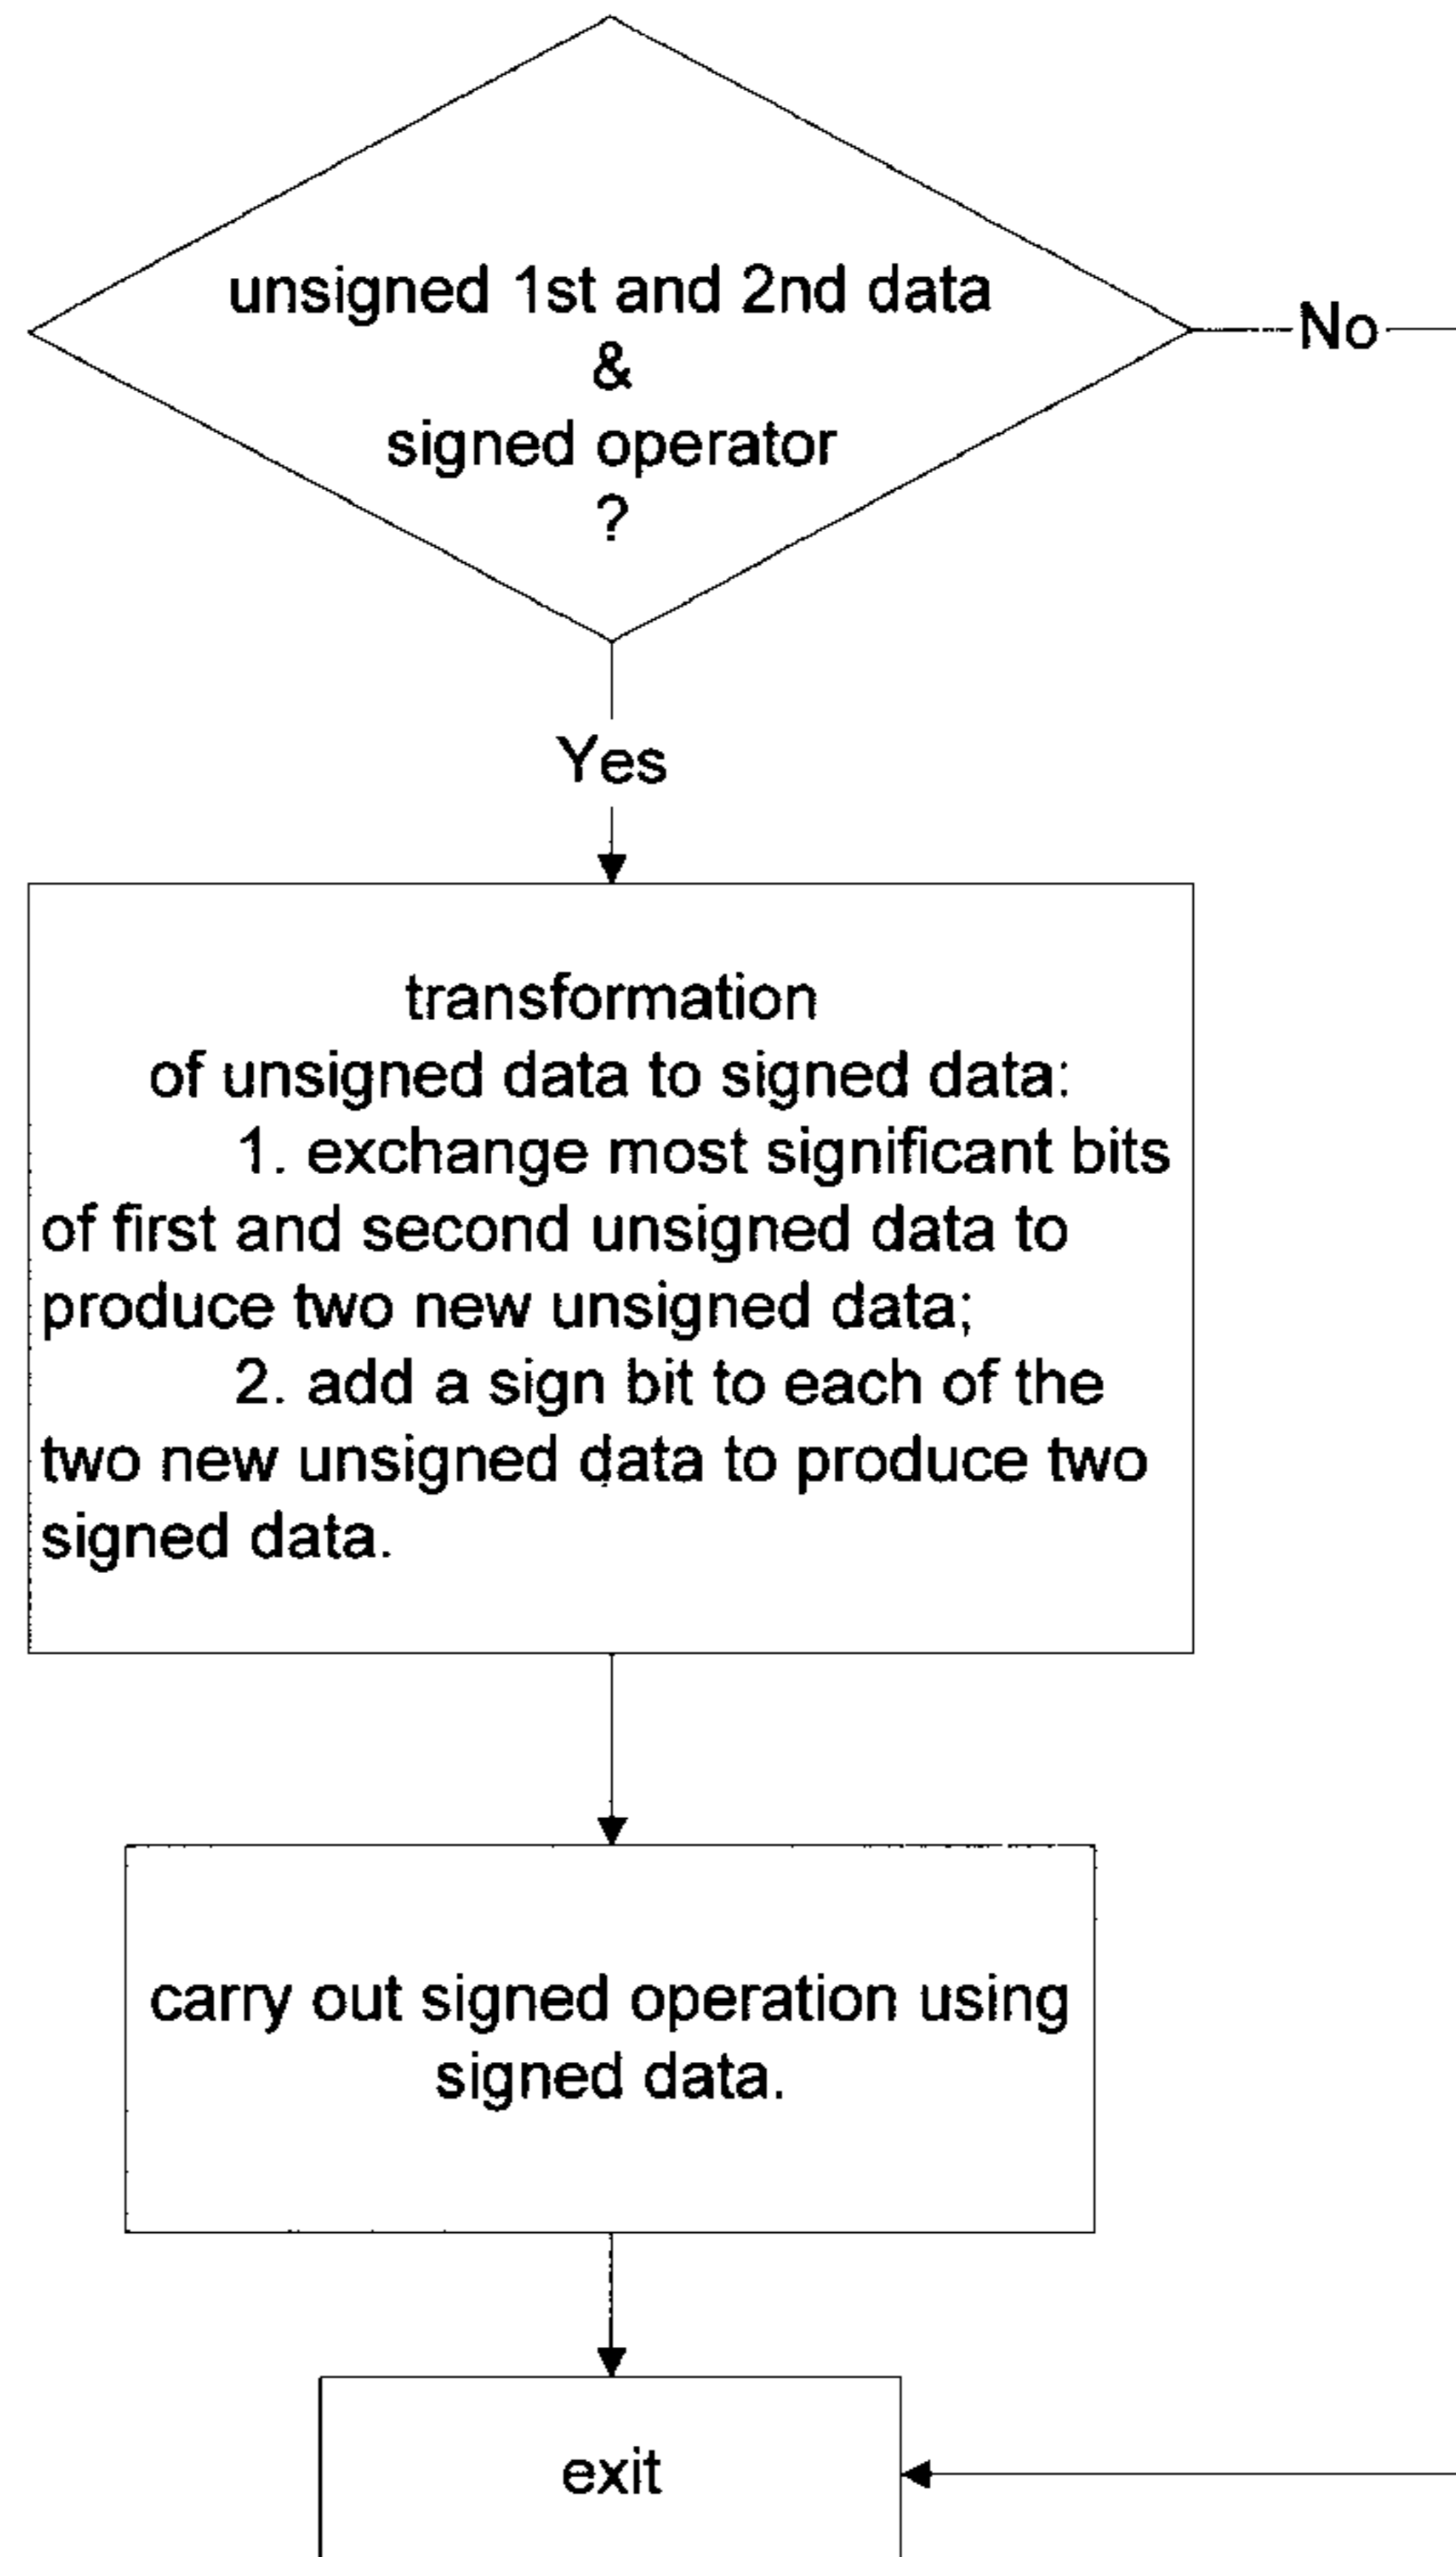 unsigned 1st and 2nd data
&
signed operator
?
No
Yes
transformation
of unsigned data to signed data:
1. exchange most significant bits
of first and second unsigned data to
produce two new unsigned data;
2. add a sign bit to each of the
two new unsigned data to produce two
signed data.
carry out signed operation using
signed data.
exit